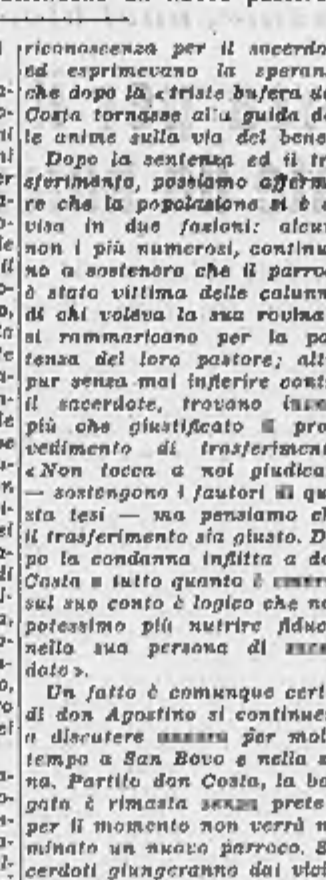 riconoscenza per il sacerdo
ed esprimevano la speran
che dopo la «triste bufera do
Costa tornasse alla guida de
le anime sulla via del bene
Dopo la sentenza ed il tr
sferimento, possiamo afferm
re che la popolazione si è d
visa in due fazioni: alcun
non i più numerosi, continu
no a sostenere che il parro
è stato vittima delle calunn
di chi voleva la sua rovina
si rammaricano per la pa
tenza del loro pastore; alt
pur senza mai infierire cont
il sacerdote, trovano
più che giustificato il prov
vedimento di trasferiment
«Non tocca a noi giudica
— sostengono i fautori di qu
sta tesi — ma pensiamo ch
il trasferimento sia giusto. D
po la condanna inflitta a do
Costa e tutto quanto è
sul suo conto è logico che no
potessimo più nutrire fiduc
nella sua persona di
dote».
Un fatto è comunque cert
di don Agostino si continue
a discutere ancora per mol
tempo a San Bovo e nella s
na. Partito don Costa, la bo
gata è rimasta senza prete
per il momento non verrà n
minato un nuovo parroco. S
cerdoti giungeranno dai vici